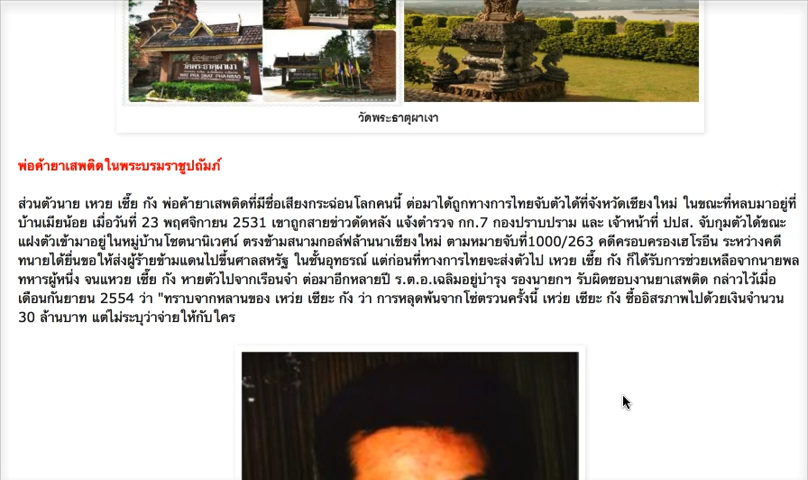 วัดพระธาตุผาเงา
วัดพระธาตุผาเงา
พ่อค้ายาเสพติดในพระบรมราชูปถัมภ์
ส่วนตัวนาย เหวย เซี๊ย กัง พ่อค้ายาเสพติดที่มีชื่อเสียงกระฉ่อนโลกคนนี้ ต่อมาได้ถูกทางการไทยจับตัวได้ที่จังหวัดเชียงใหม่ ในขณะที่หลบมาอยู่ที่
บ้านเมียน้อย เมื่อวันที่ 23 พฤศจิกายน 2531 เขาถูกสายข่าวดัดหลัง แจ้งตำรวจ กก.7 กองปราบปราม และ เจ้าหน้าที่ ปปส. จับกุมตัวได้ขณะ
แฝงตัวเข้ามาอยู่ในหมู่บ้านโชตนานิเวศน์ ตรงข้ามสนามกอล์ฟล้านนาเชียงใหม่ ตามหมายจับที่1000/263 คดีครอบครองเฮโรอีน ระหว่างคดี
ทนายได้ยื่นขอให้ส่งผู้ร้ายข้ามแดนไปขึ้นศาลสหรัฐ ในชั้นอุทธรณ์ แต่ก่อนที่ทางการไทยจะส่งตัวไป เหวย เซี๊ย กัง ก็ได้รับการช่วยเหลือจากนายพล
ทหารผู้หนึ่ง จนแหวย เซี๊ย กัง หายตัวไปจากเรือนจำ ต่อมาอีกหลายปี ร.ต.อ.เฉลิมอยู่บำรุง รองนายกฯ รับผิดชอบงานยาเสพติด กล่าวไว้เมื่อ
เดือนกันยายน 2554 ว่า "ทราบจากหลานของ เหว่ย เซียะ กัง ว่า การหลุดพ้นจากโซ่ตรวนครั้งนี้ เหว่ย เซียะ กัง ซื้ออิสรภาพไปด้วยเงินจำนวน
30 ล้านบาท แต่ไม่ระบุว่าจ่ายให้กับใคร